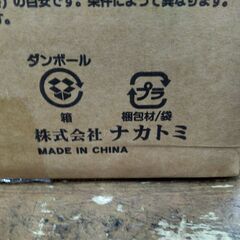 の目安です。条件によって異なります。
す。
ダンボール
プラ
箱
梱包材/袋
株式会社 ナカトミ
MADE IN CHINA